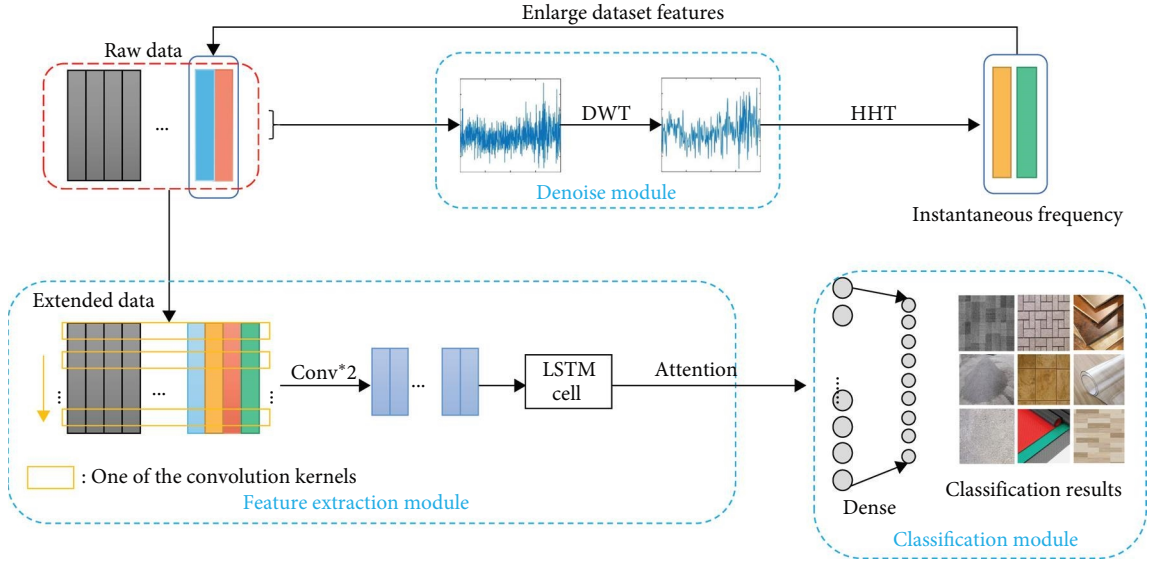 Enlarge dataset features
Raw data
...
DWT
HHT
Denoise module
Instantaneous frequency
Extended data
...
Conv*2
...
LSTM
cell
Attention
: One of the convolution kernels
Feature extraction module
Dense
Classification results
Classification module